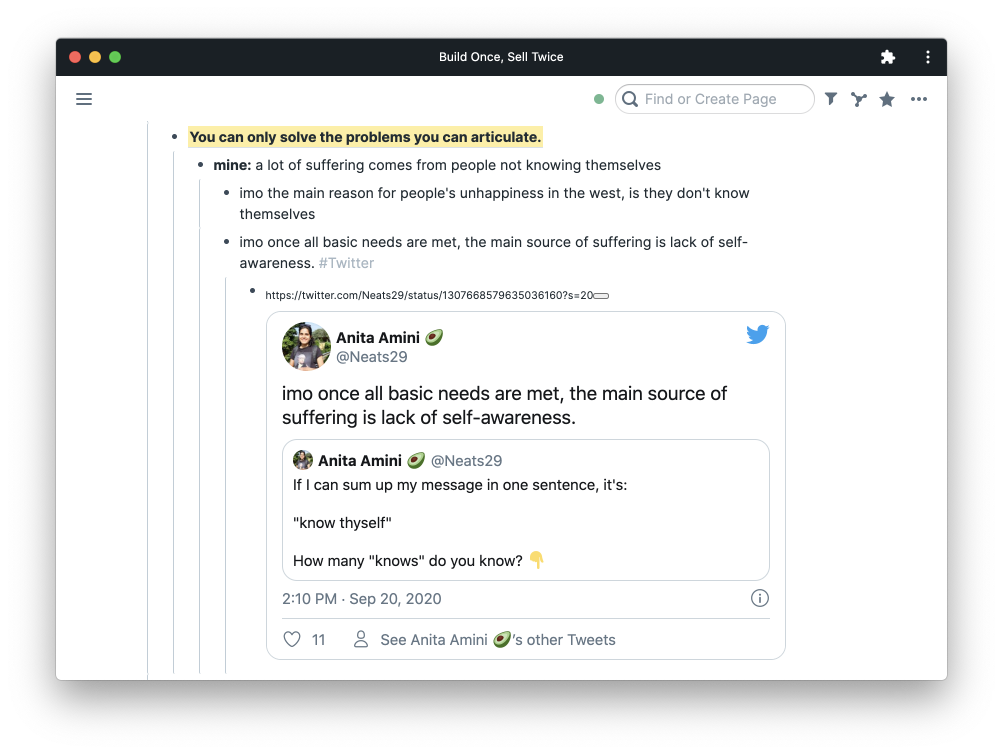 Build Once, Sell Twice
Find or Create Page
You can only solve the problems you can articulate.
mine: a lot of suffering comes from people not knowing themselves
imo the main reason for people's unhappiness in the west, is they don't know
themselves
imo once all basic needs are met, the main source of suffering is lack of self-
awareness. #Twitter
https://twitter.com/Neats29/status/1307668579635036160?s=20
Anita Amini 🥑
@Neats29
imo once all basic needs are met, the main source of
suffering is lack of self-awareness.
Anita Amini 🥑 @Neats29
If I can sum up my message in one sentence, it's:
"know thyself"
How many "knows" do you know? 👇
2:10 PM · Sep 20, 2020
11 See Anita Amini 🥑's other Tweets